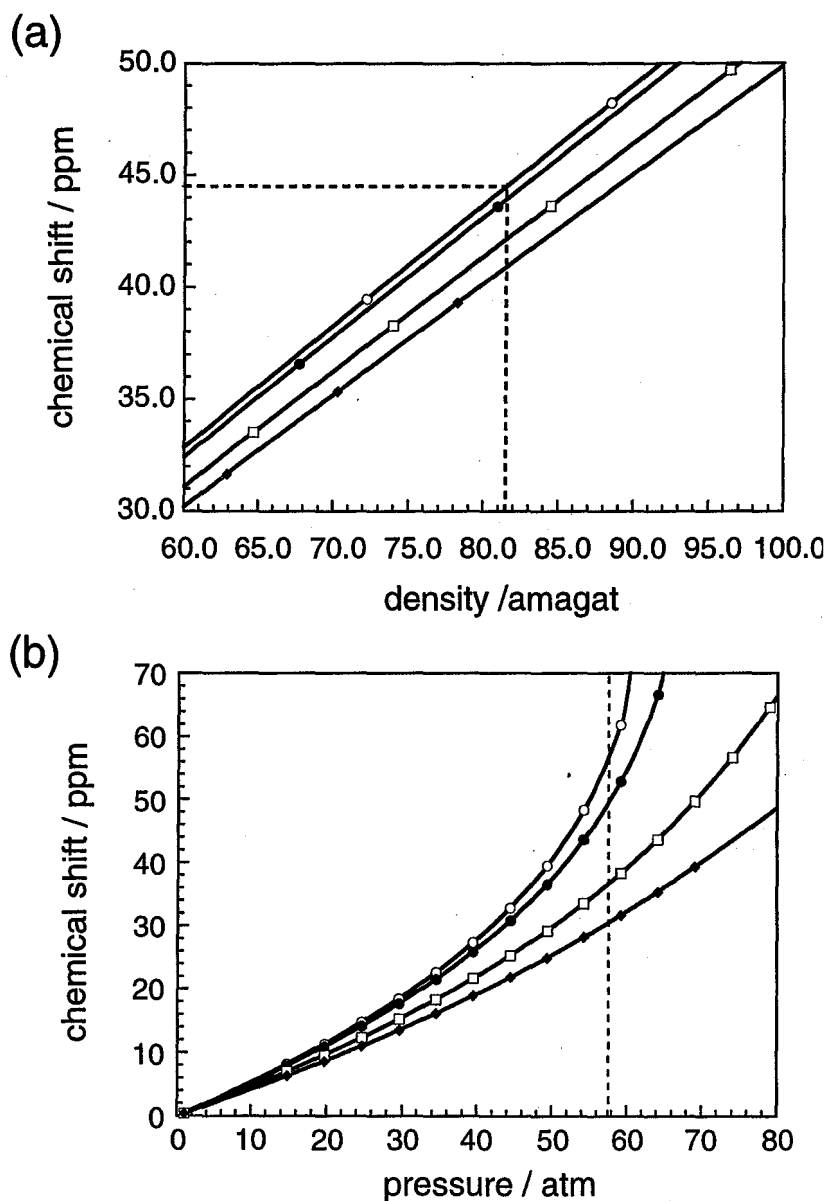 (a)
50.0
45.0
40.0
35.0
30.0
chemical shift / ppm
60.0 65.0 70.0 75.0 80.0 85.0 90.0 95.0 100.0
density /amagat
(b)
70
60
50
40
30
20
10
0
chemical shift / ppm
0 10 20 30 40 50 60 70 80
pressure / atm